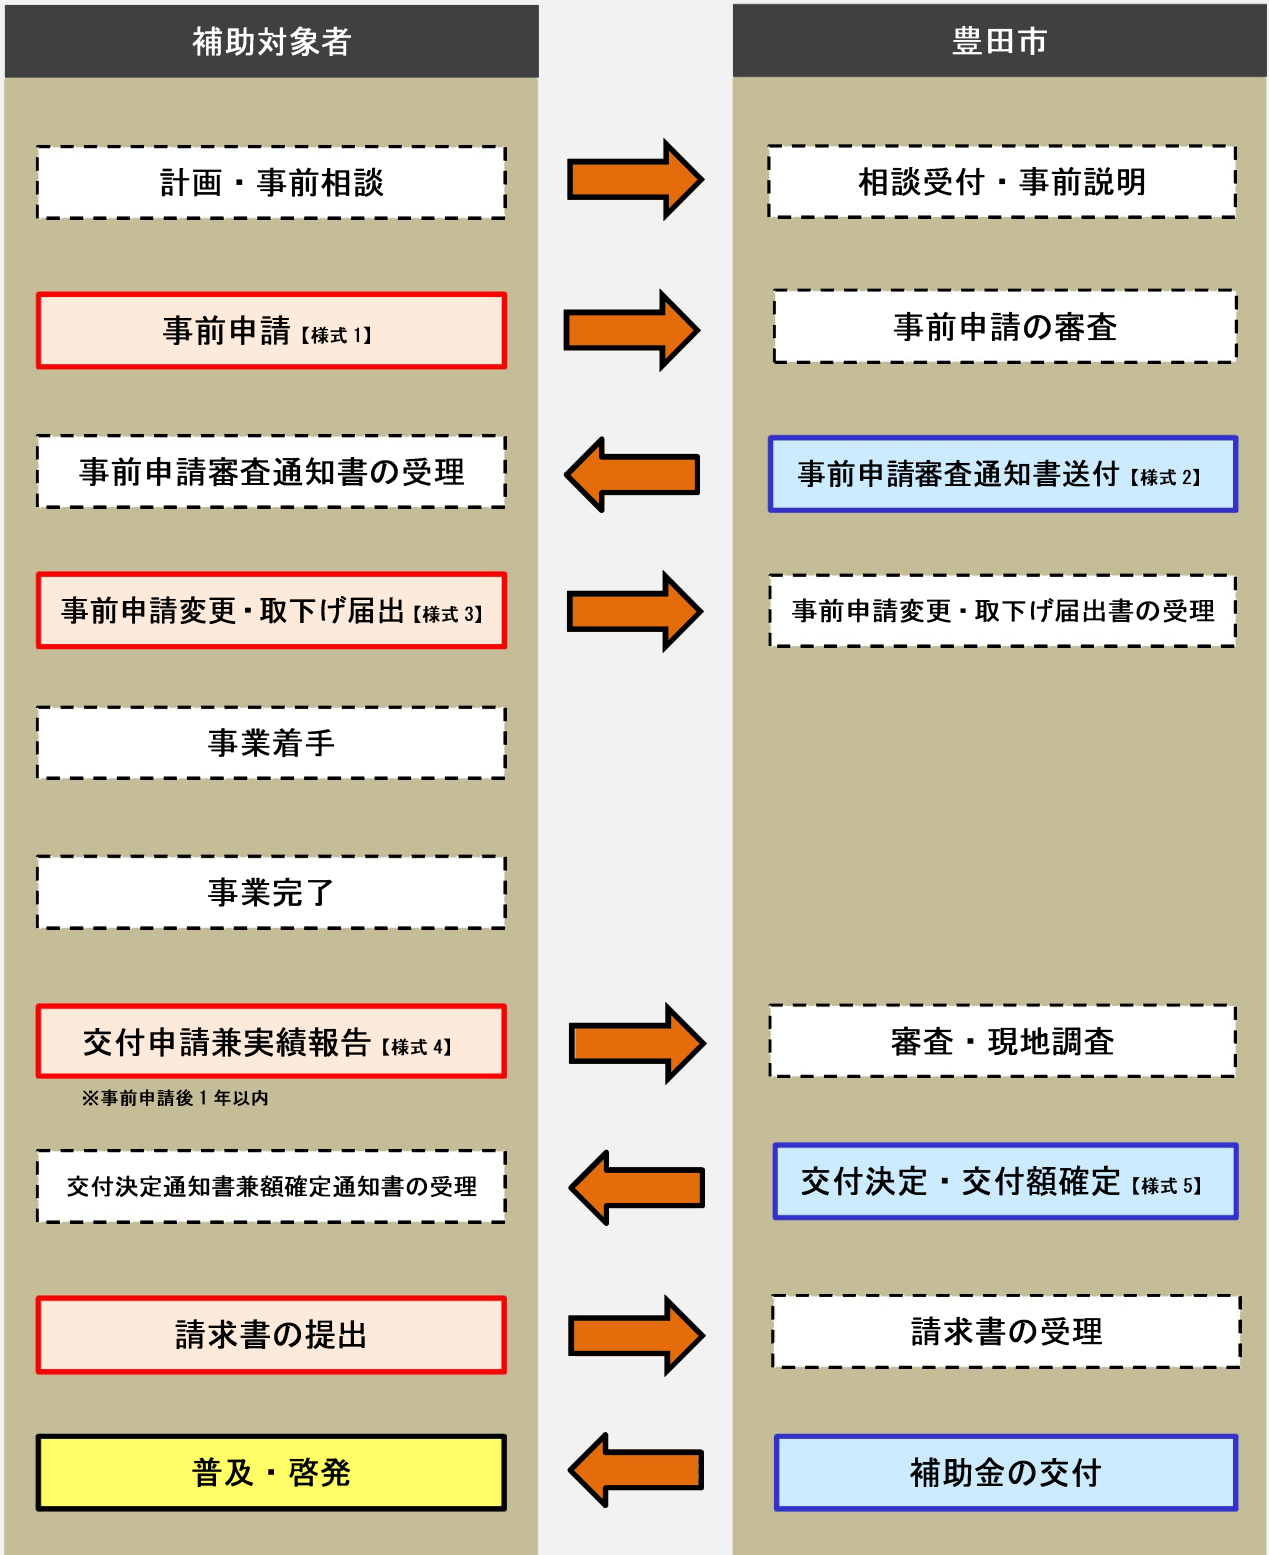 補助対象者
豊田市
計画・事前相談
相談受付・事前説明
事前申請【様式1】
事前申請の審査
事前申請審査通知書の受理
事前申請審査通知書送付【様式2】
事前申請変更・取下げ届出【様式3】
事前申請変更・取下げ届出書の受理
事業着手
事業完了
交付申請兼実績報告【様式4】
審査・現地調査
※事前申請後1年以内
交付決定通知書兼額確定通知書の受理
交付決定・交付額確定【様式5】
請求書の提出
請求書の受理
普及・啓発
補助金の交付